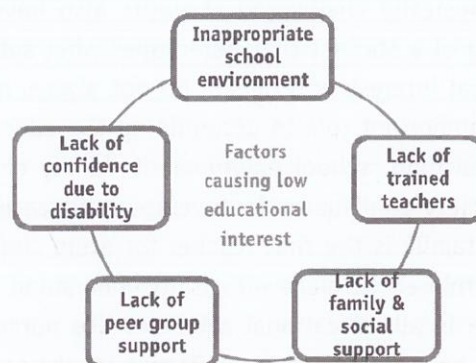 Inappropriate
school
environment
Lack of
confidence
due to
disability
Factors
causing low
educational
interest
Lack of
trained
teachers
Lack of
peer group
support
Lack of
family &
social
support